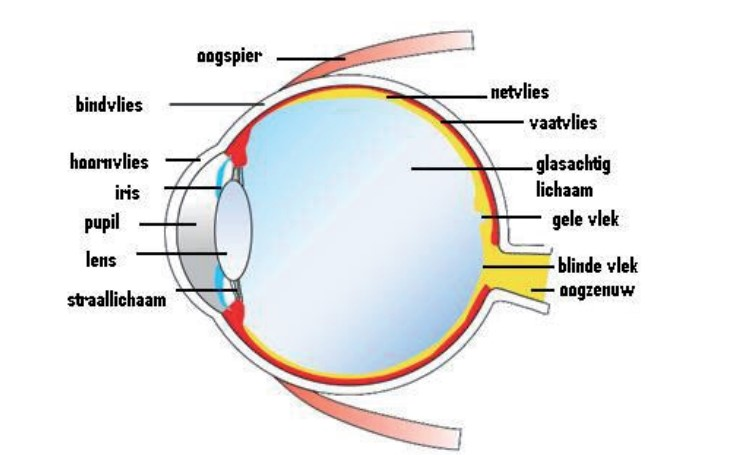 oogspier
bindvlies
hoornvlies
iris
pupil
lens
straallichaam
netvlies
vaatvlies
glasachtig
lichaam
gele vlek
blinde vlek
oogzenuw